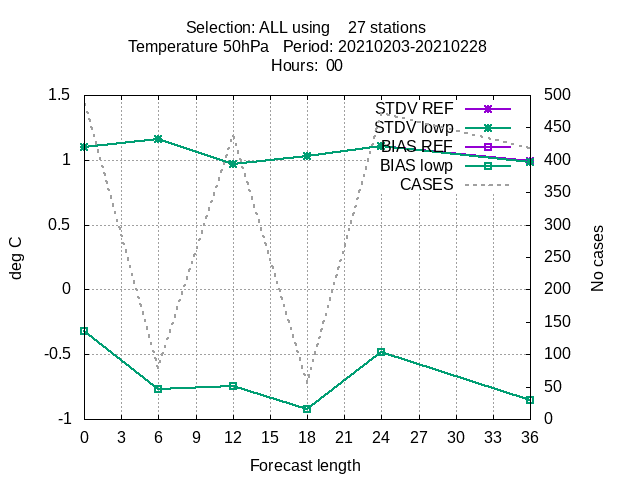 Selection: ALL using 27 stations
Temperature 50hPa Period: 20210203-20210228
Hours: 00
1.5
1
0.5
0
-0.5
-1
deg C
500
450
400
350
300
250
200
150
100
50
0
No cases
STDV REF
STDV lowp
BIAS REF
BIAS lowp
CASES
0 3 6 9 12 15 18 21 24 27 30 33 36
Forecast length